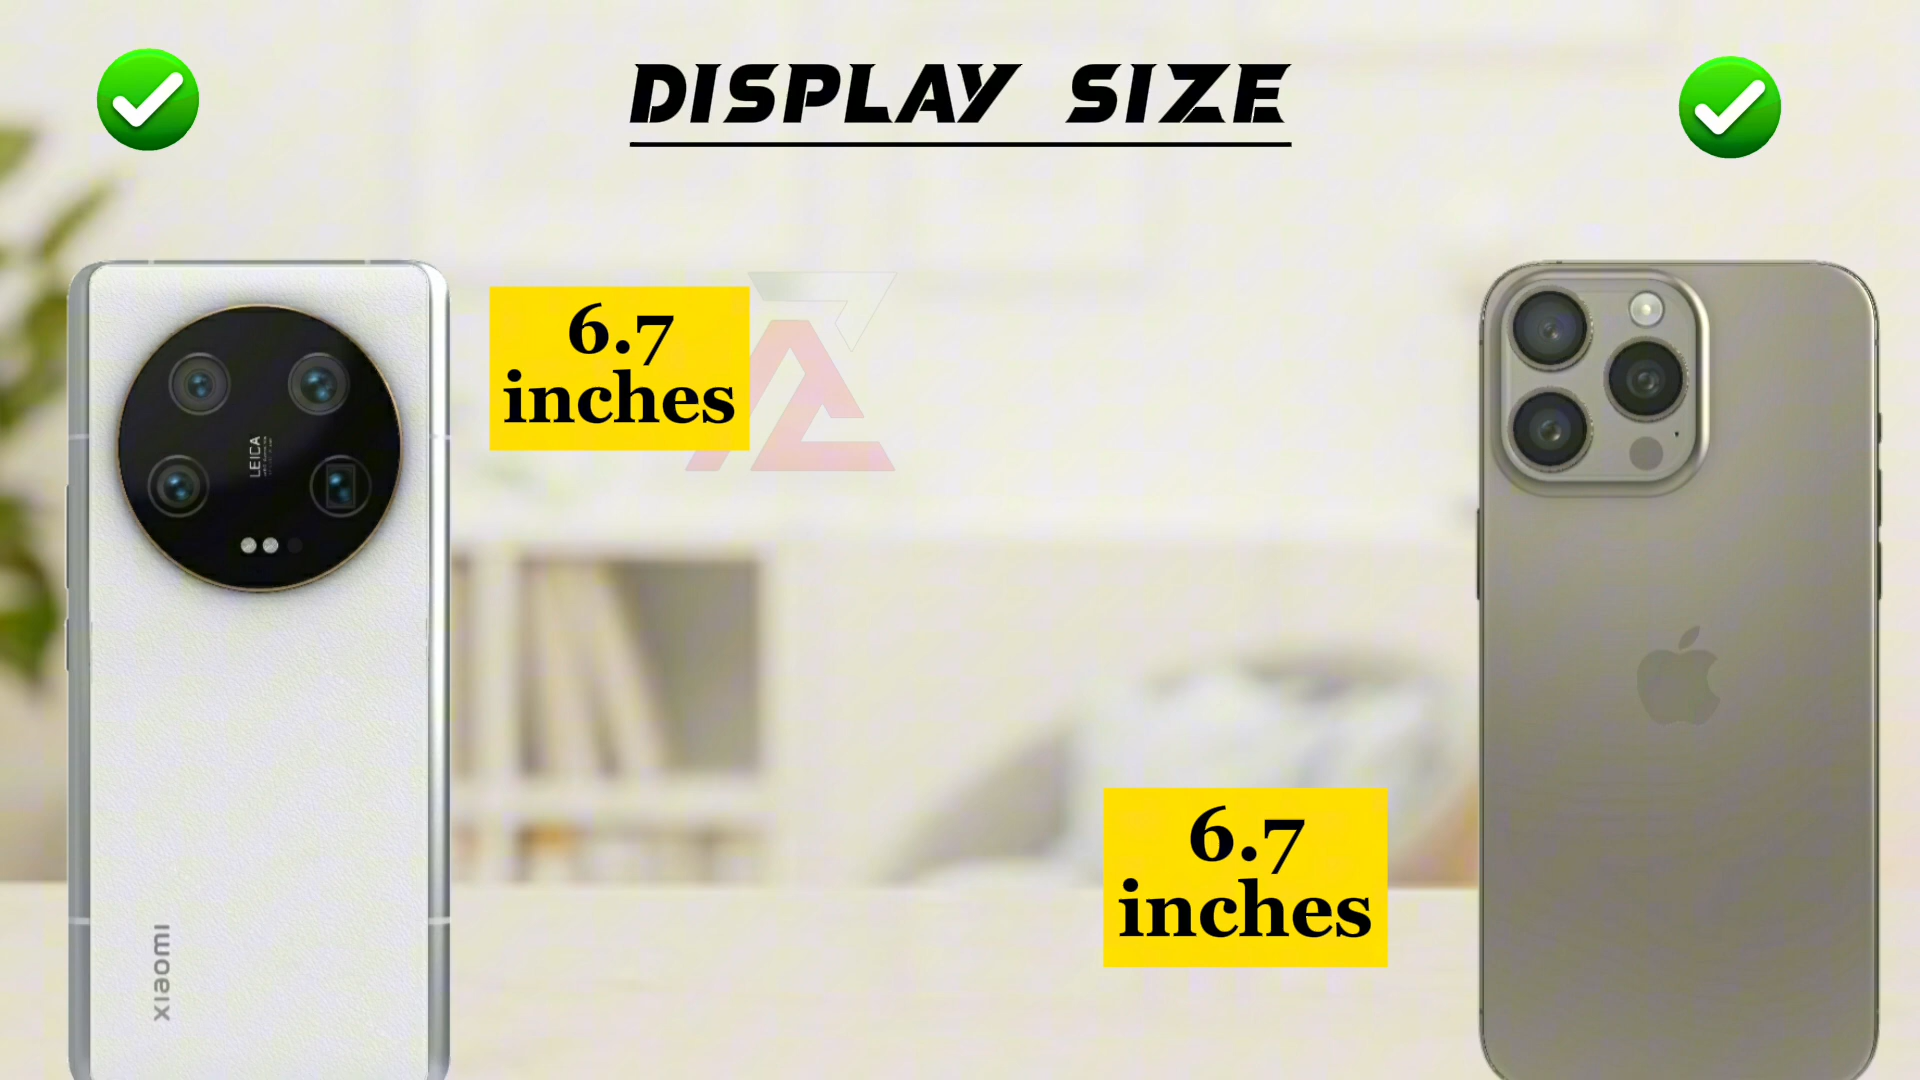 DISPLAY SIZE
6.7
inches
LEICA
xiaomi
6.7
inches